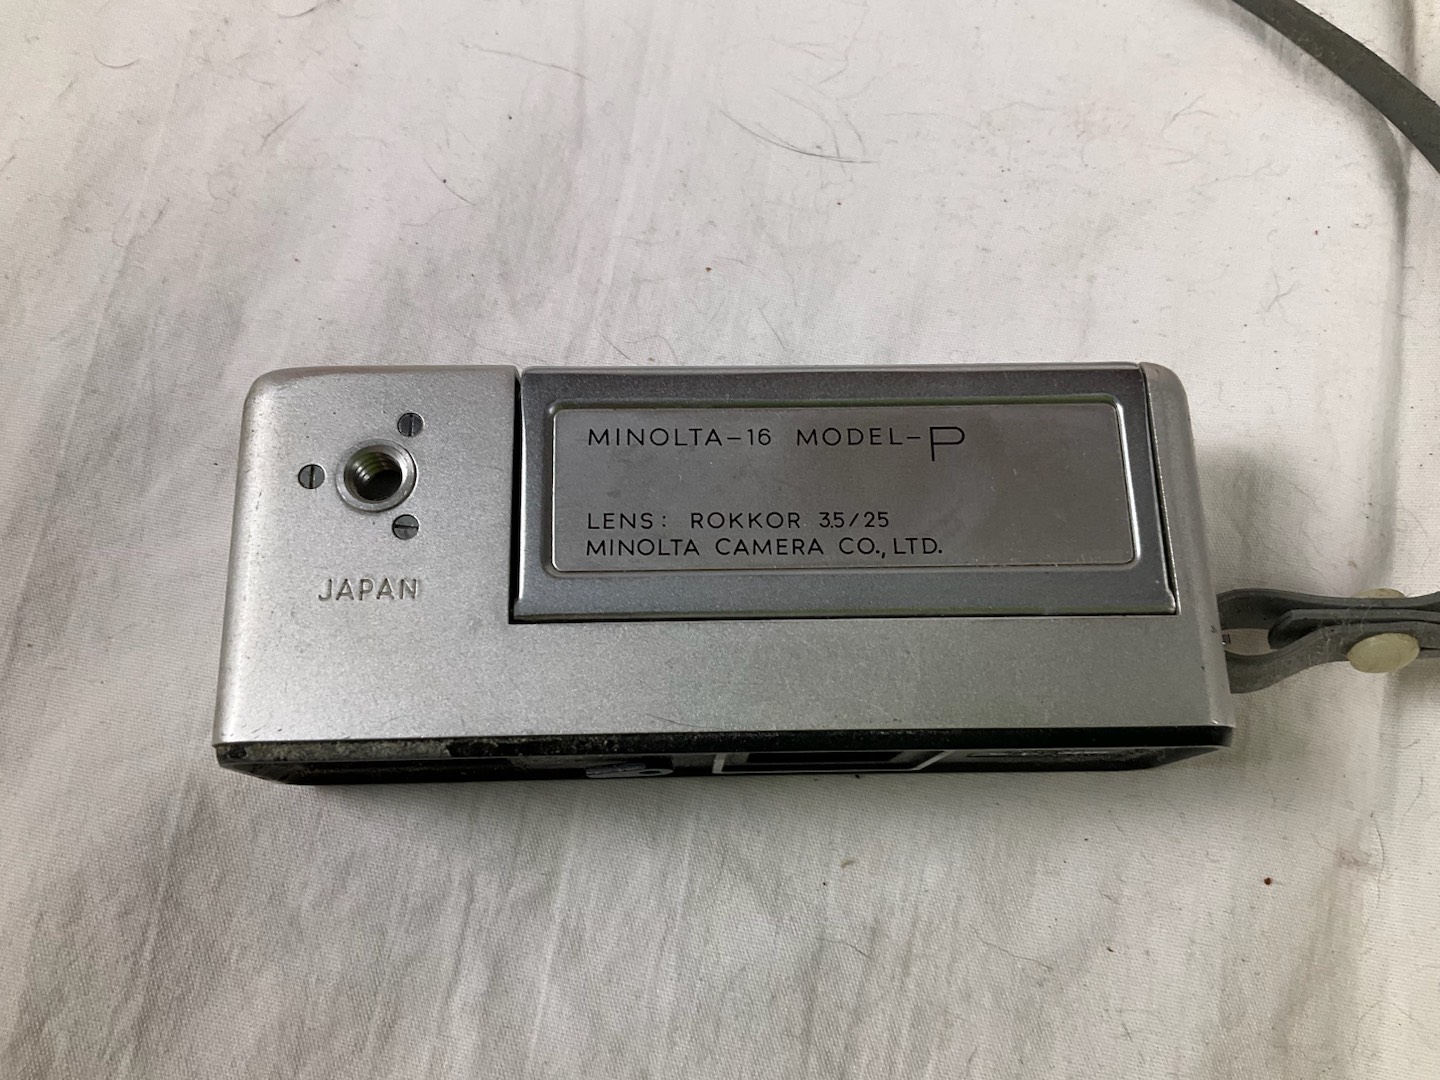 MINOLTA-16 MODEL-P
LENS: ROKKOR 3.5/25
MINOLTA CAMERA CO., LTD.
JAPAN